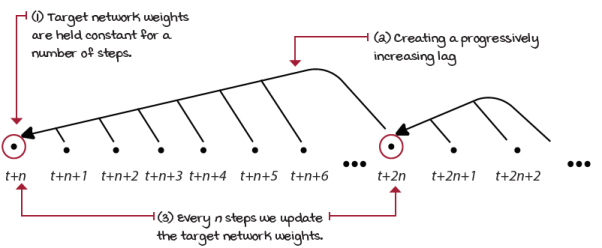 (1) Target network weights
are held constant for a
number of steps.
(2) Creating a progressively
increasing lag
t+n t+n+1 t+n+2 t+n+3 t+n+4 t+n+5 t+n+6 t+2n t+2n+1 t+2n+2
(3) Every n steps we update
the target network weights.